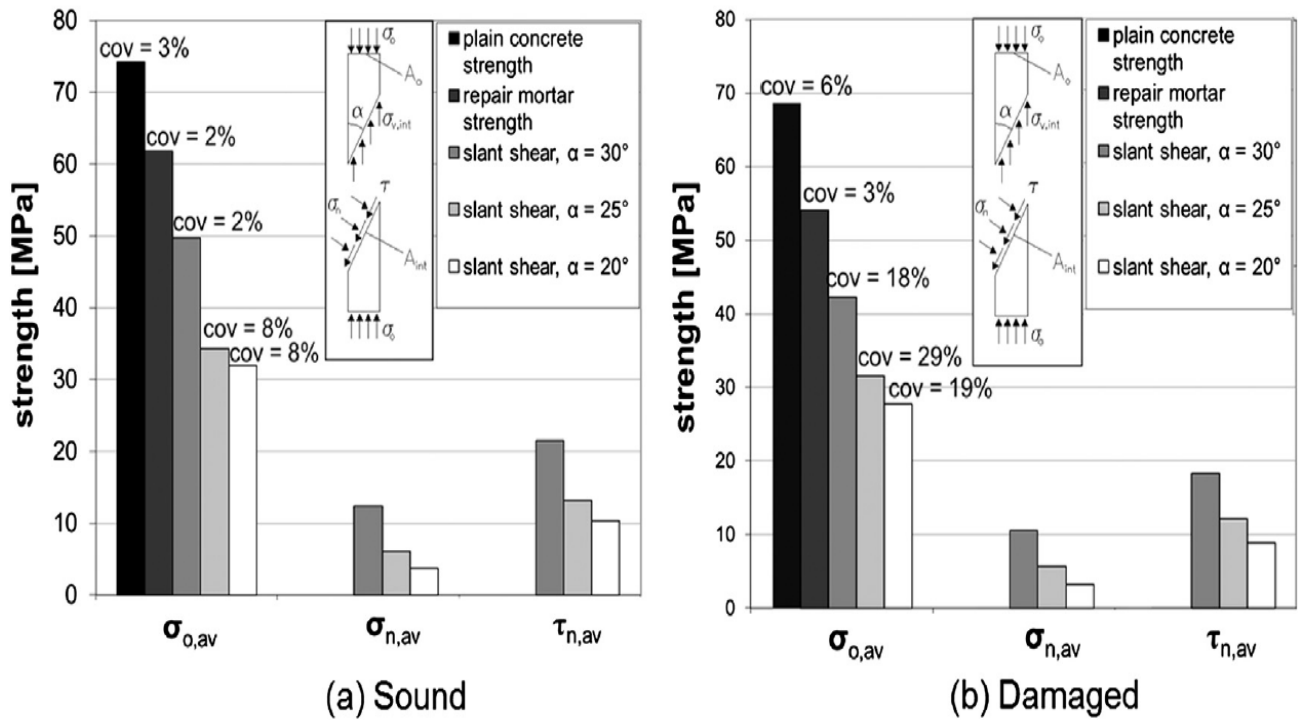 strength [MPa]
80
70
60
50
40
30
20
10
0
cov = 3%
cov = 2%
cov = 2%
cov = 8%
cov = 8%
σo
Ao
α
σv,int
τ
σn
Aint
σo
plain concrete
strength
repair mortar
strength
slant shear, α = 30°
slant shear, α = 25°
slant shear, α = 20°
σo,av
σn,av
τn,av
(a) Sound
strength [MPa]
80
70
60
50
40
30
20
10
0
cov = 6%
cov = 3%
cov = 18%
cov = 29%
cov = 19%
σo
Ao
α
σv,int
τ
σn
Aint
σo
plain concrete
strength
repair mortar
strength
slant shear, α = 30°
slant shear, α = 25°
slant shear, α = 20°
σo,av
σn,av
τn,av
(b) Damaged